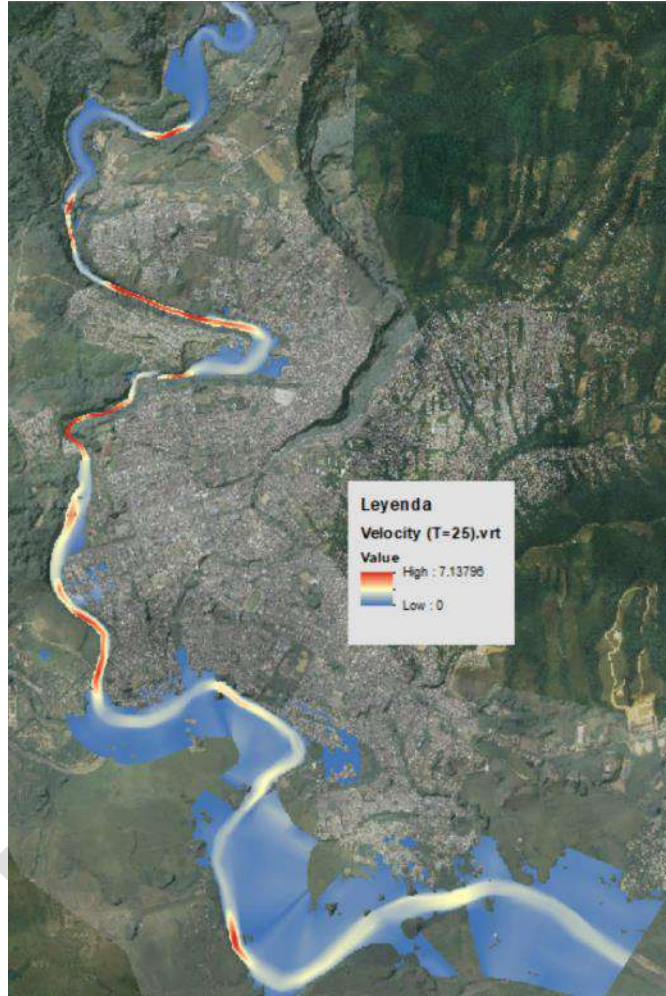 Leyenda
Velocity (T=25).vrt
Value
High : 7.13796
Low : 0